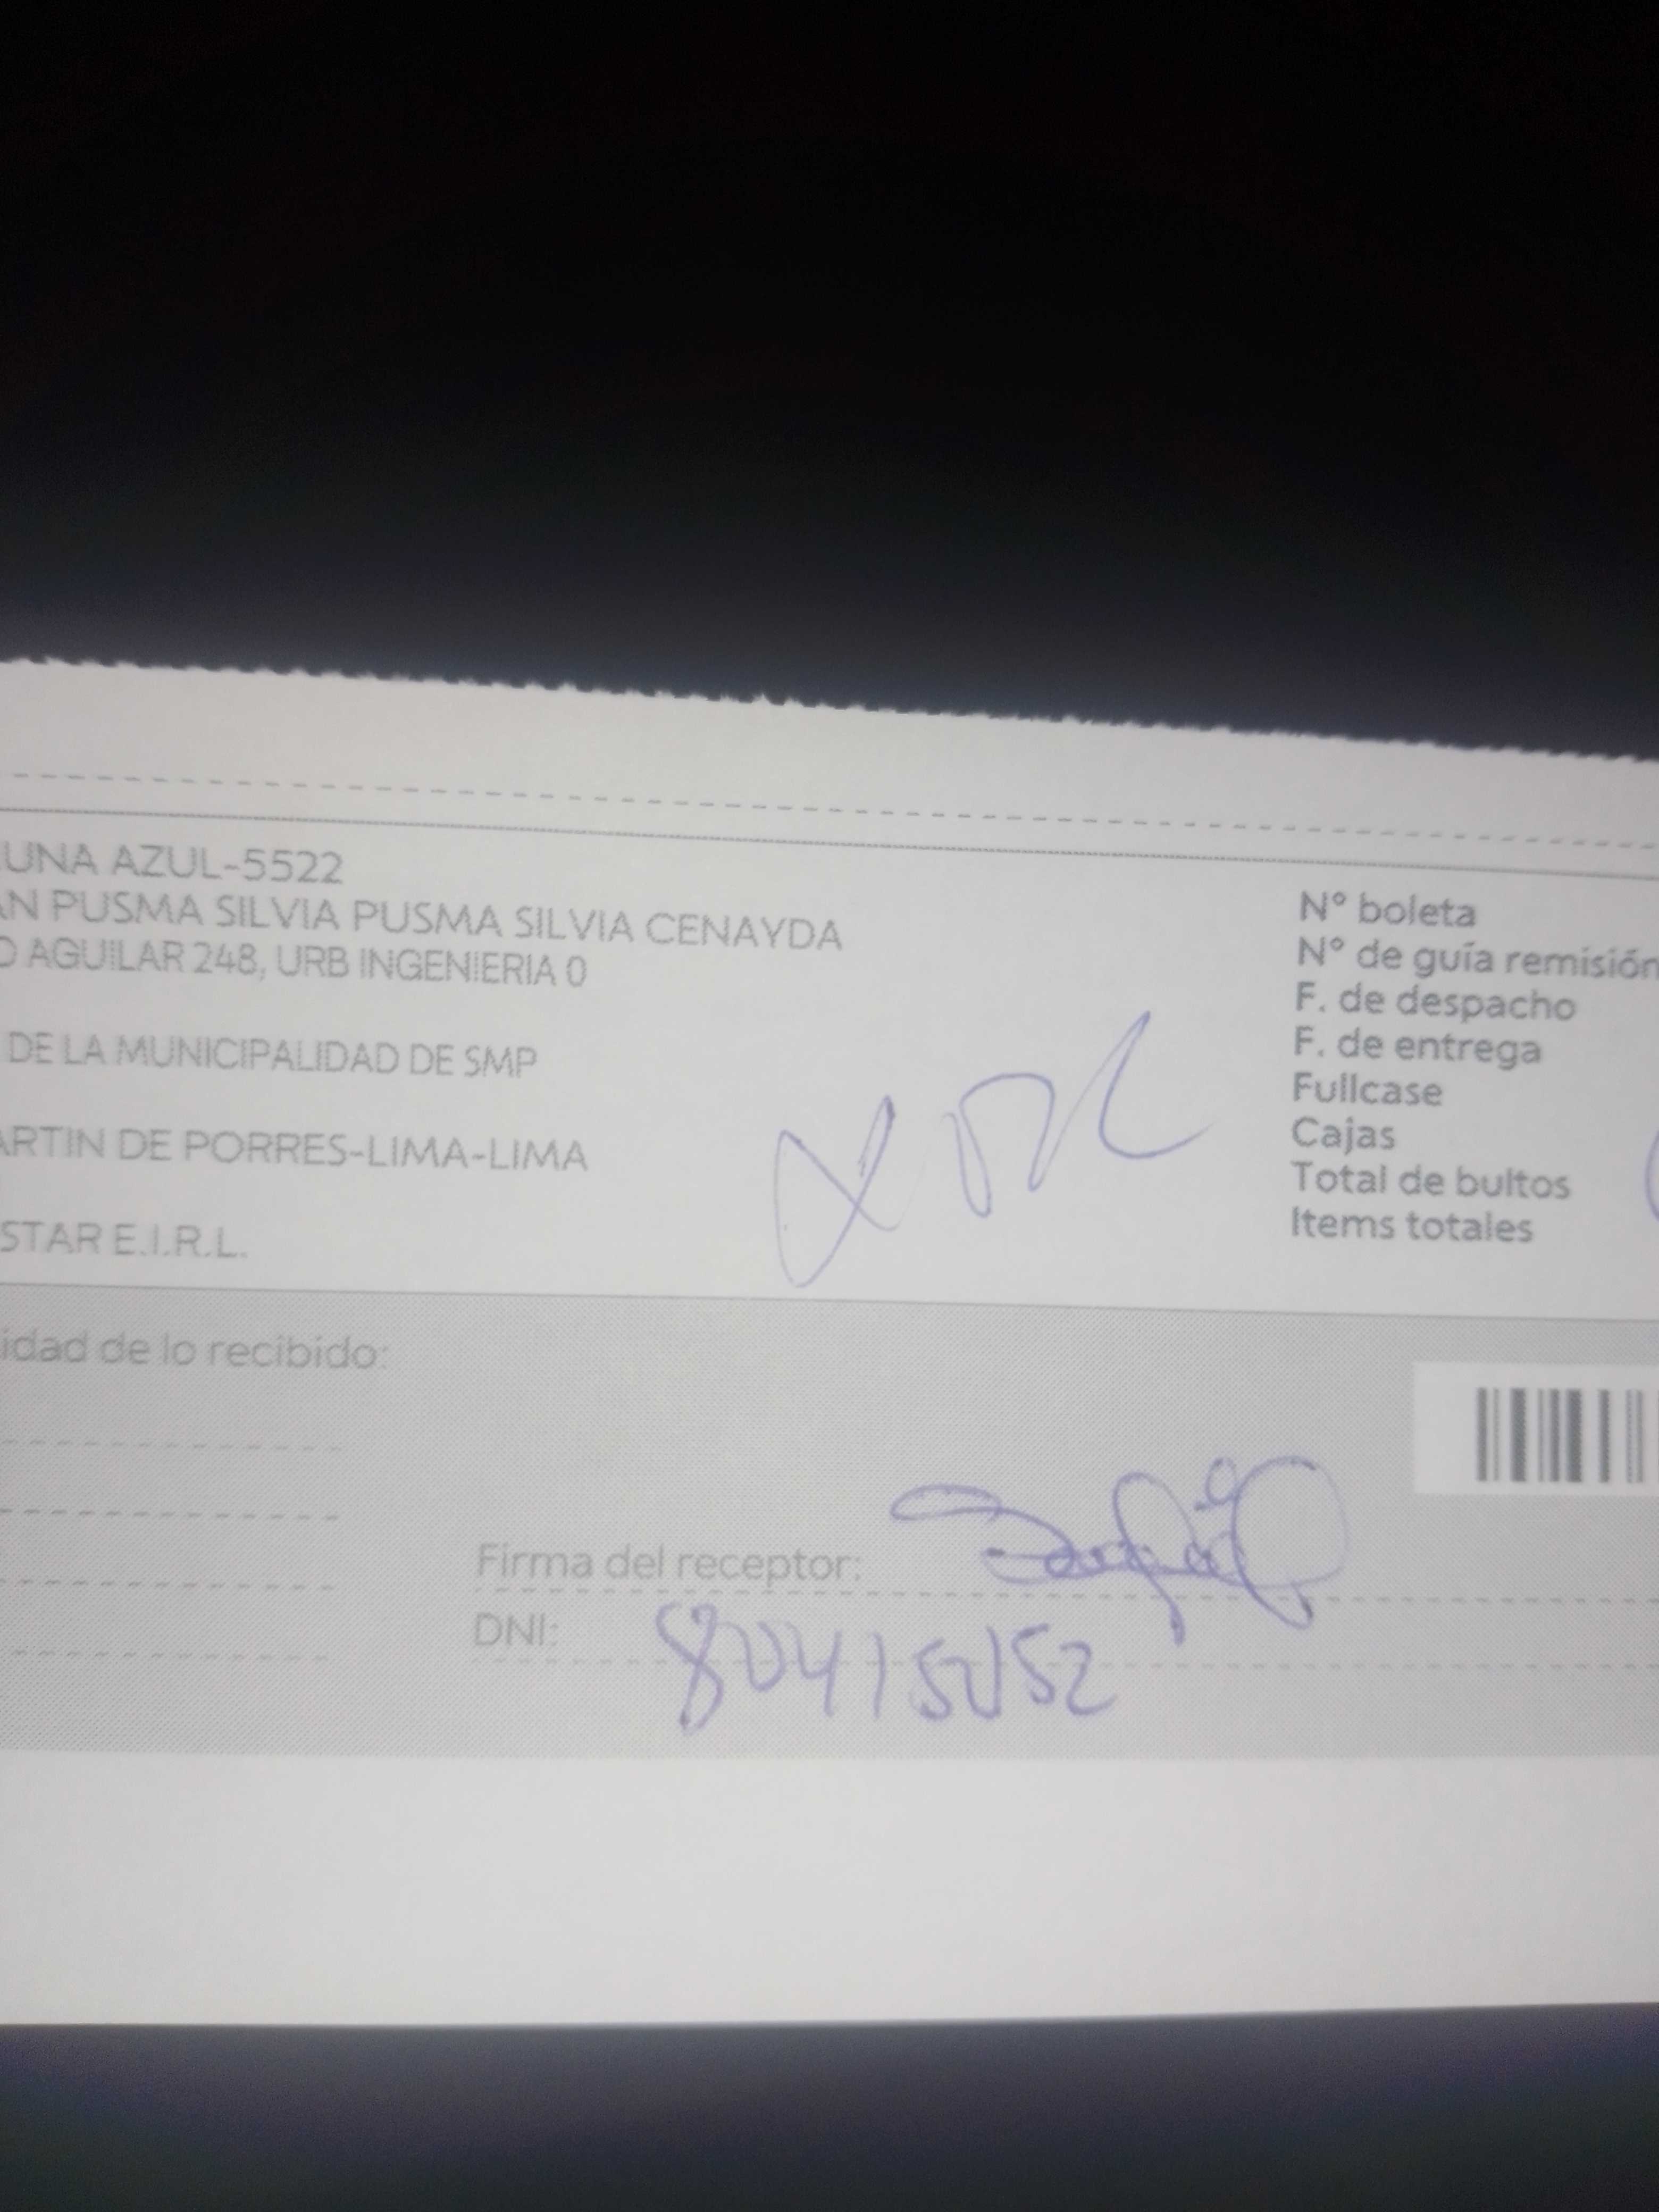 UNA AZUL-5522
AN PUSMA SILVIA PUSMA SILVIA CENAYDA
O AGUILAR 248, URB INGENIERIA 0
DE LA MUNICIPALIDAD DE SMP
ARTIN DE PORRES-LIMA-LIMA
STAR E.I.R.L.
N° boleta
N° de guía remisión
F. de despacho
F. de entrega
Fullcase
Cajas
Total de bultos
Items totales
idad de lo recibido:
Firma del receptor:
DNI: 80415052